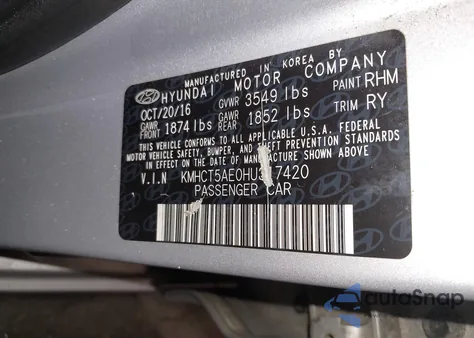 MANUFACTURED IN KOREA BY
HYUNDAI MOTOR COMPANY
OCT/20/16 GVWR 3549 lbs PAINT RHM
GAWR FRONT 1874 lbs GAWR REAR 1852 lbs TRIM RY
THIS VEHICLE CONFORMS TO ALL APPLICABLE U.S.A. FEDERAL
MOTOR VEHICLE SAFETY, BUMPER, AND THEFT PREVENTION STANDARDS
IN EFFECT ON THE DATE OF MANUFACTURE SHOWN ABOVE.
V.I.N
PASSENGER CAR
autoSnap